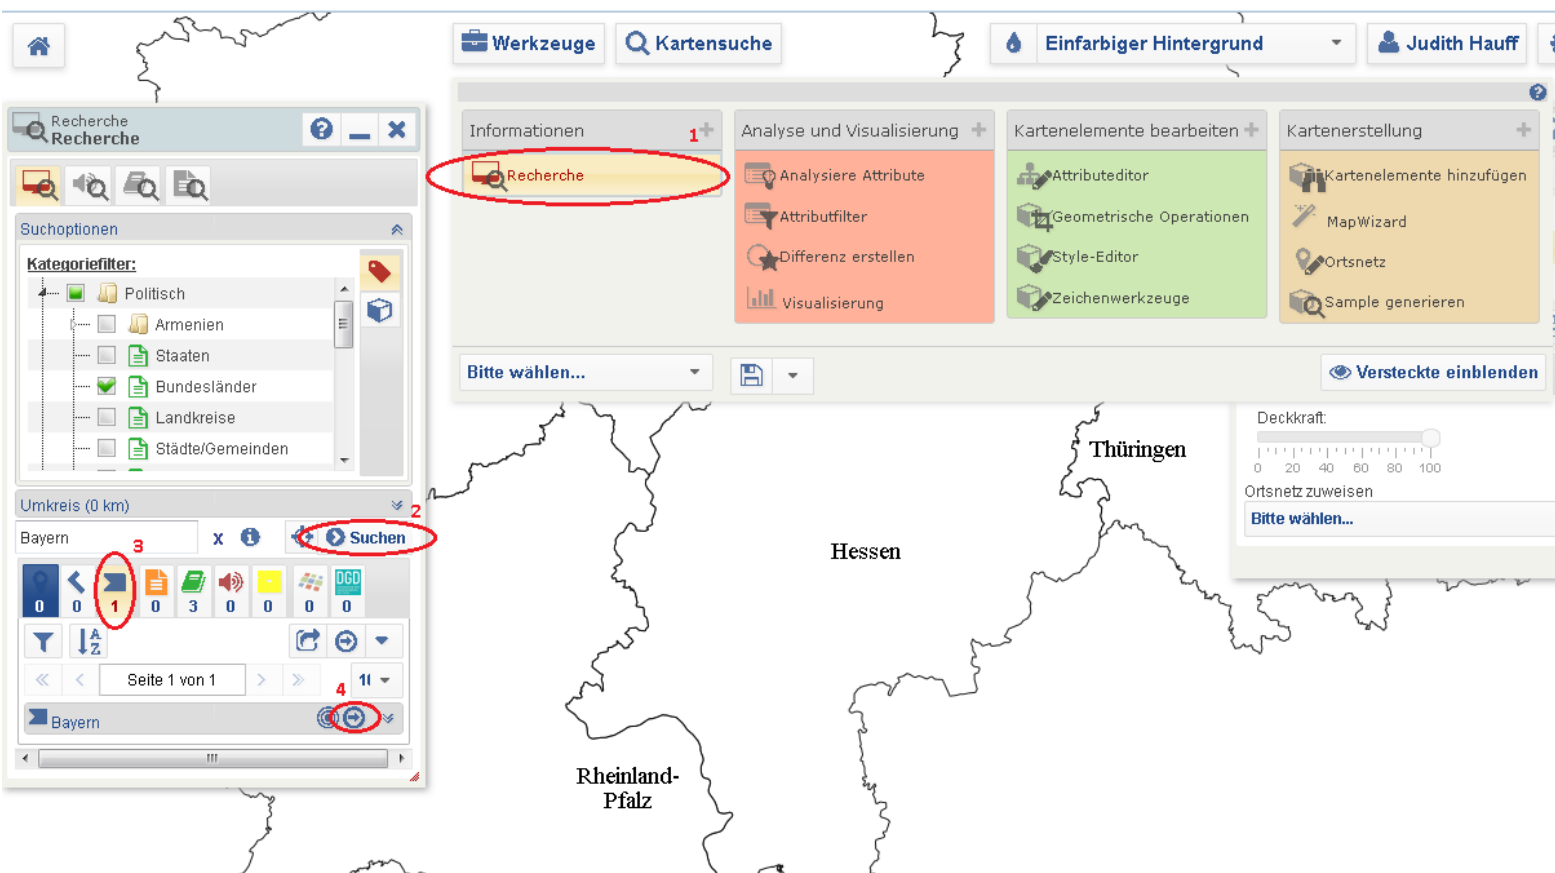 Werkzeuge
Kartensuche
Einfarbiger Hintergrund
Judith Hauff
Recherche
Recherche
Informationen
1
Recherche
Analyse und Visualisierung
Analysiere Attribute
Attributfilter
Differenz erstellen
Visualisierung
Kartenelemente bearbeiten
Attributeditor
Geometrische Operationen
Style-Editor
Zeichenwerkzeuge
Kartenerstellung
Kartenelemente hinzufügen
MapWizard
Ortsnetz
Sample generieren
Bitte wählen...
Versteckte einblenden
Suchoptionen
Kategoriefilter:
Politisch
Armenien
Staaten
Bundesländer
Landkreise
Städte/Gemeinden
Umkreis (0 km)
2
Bayern
x
Suchen
3
DGD
0 0 1 0 3 0 0 0 0
A
Z
Seite 1 von 1
4
Bayern
Deckkraft:
0 20 40 60 80 100
Ortsnetz zuweisen
Bitte wählen...
Thüringen
Hessen
Rheinland-
Pfalz